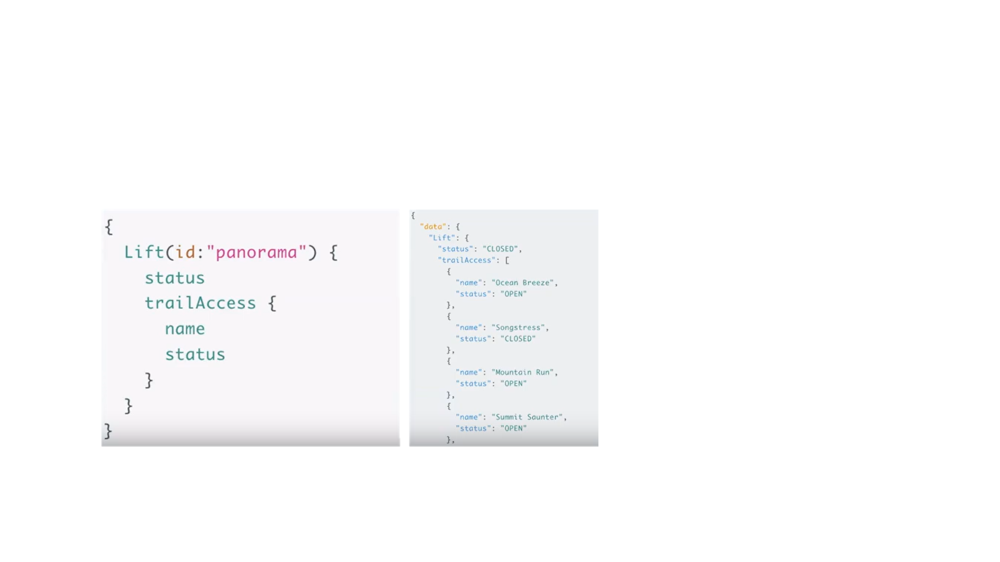 {
  Lift(id:"panorama") {
    status
    trailAccess {
      name
      status
    }
  }
}
{
  "data": {
    "Lift": {
      "status": "CLOSED",
      "trailAccess": [
        {
          "name": "Ocean Breeze",
          "status": "OPEN"
        },
        {
          "name": "Songstress",
          "status": "CLOSED"
        },
        {
          "name": "Mountain Run",
          "status": "OPEN"
        },
        {
          "name": "Summit Saunter",
          "status": "OPEN"
        },